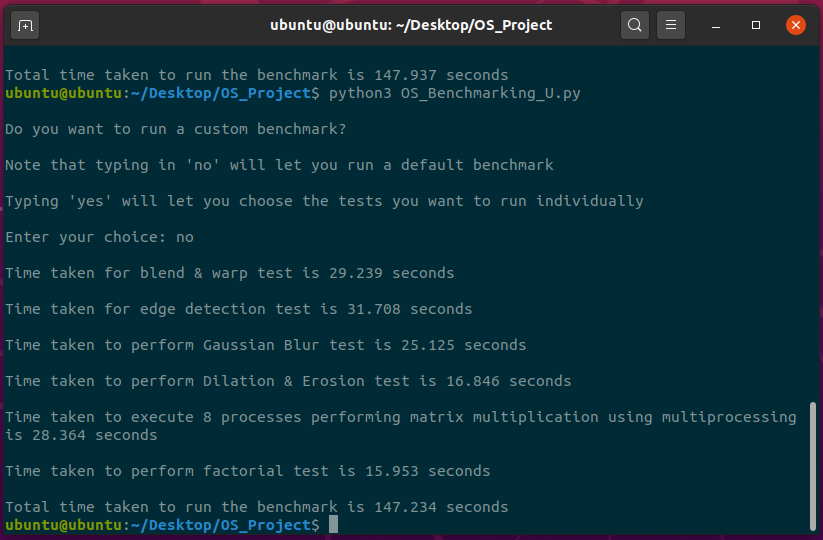 ubuntu@ubuntu: ~/Desktop/OS_Project
Total time taken to run the benchmark is 147.937 seconds
ubuntu@ubuntu:~/Desktop/OS_Project$ python3 OS_Benchmarking_U.py
Do you want to run a custom benchmark?
Note that typing in 'no' will let you run a default benchmark
Typing 'yes' will let you choose the tests you want to run individually
Enter your choice: no
Time taken for blend & warp test is 29.239 seconds
Time taken for edge detection test is 31.708 seconds
Time taken to perform Gaussian Blur test is 25.125 seconds
Time taken to perform Dilation & Erosion test is 16.846 seconds
Time taken to execute 8 processes performing matrix multiplication using multiprocessing
is 28.364 seconds
Time taken to perform factorial test is 15.953 seconds
Total time taken to run the benchmark is 147.234 seconds
ubuntu@ubuntu:~/Desktop/OS_Project$